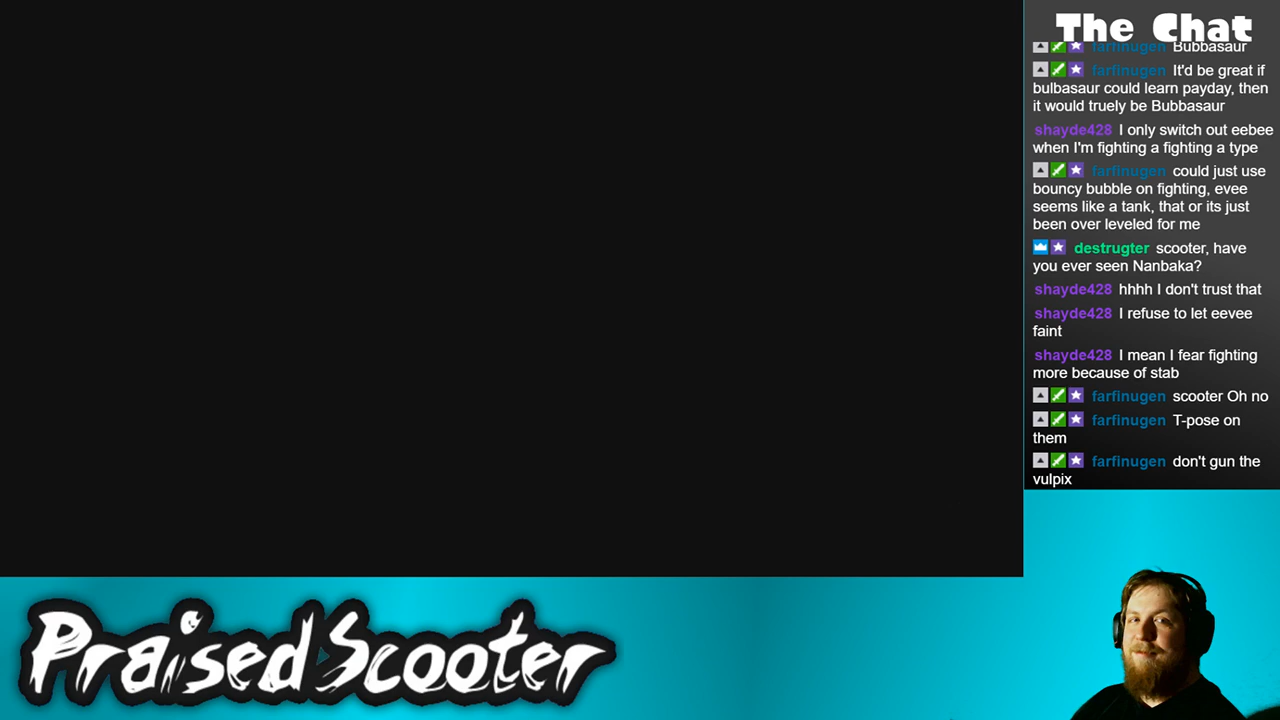 The Chat
farfinugen Bubbasaur
farfinugen It'd be great if
bulbasaur could learn payday, then
it would truely be Bubbasaur
shayde428 I only switch out eebee
when I'm fighting a fighting a type
farfinugen could just use
bouncy bubble on fighting, evee
seems like a tank, that or its just
been over leveled for me
destrugter scooter, have
you ever seen Nanbaka?
shayde428 hhhh I don't trust that
shayde428 I refuse to let eevee
faint
shayde428 I mean I fear fighting
more because of stab
farfinugen scooter Oh no
farfinugen T-pose on
them
farfinugen don't gun the
vulpix
PraisedScooter